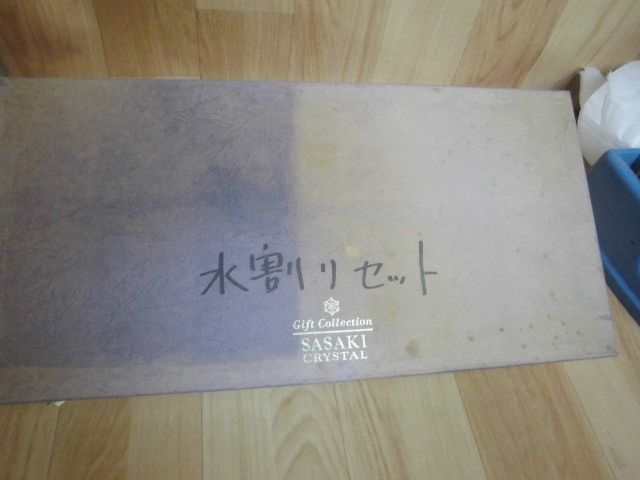 水割りセット
Gift Collection
SASAKI
CRYSTAL